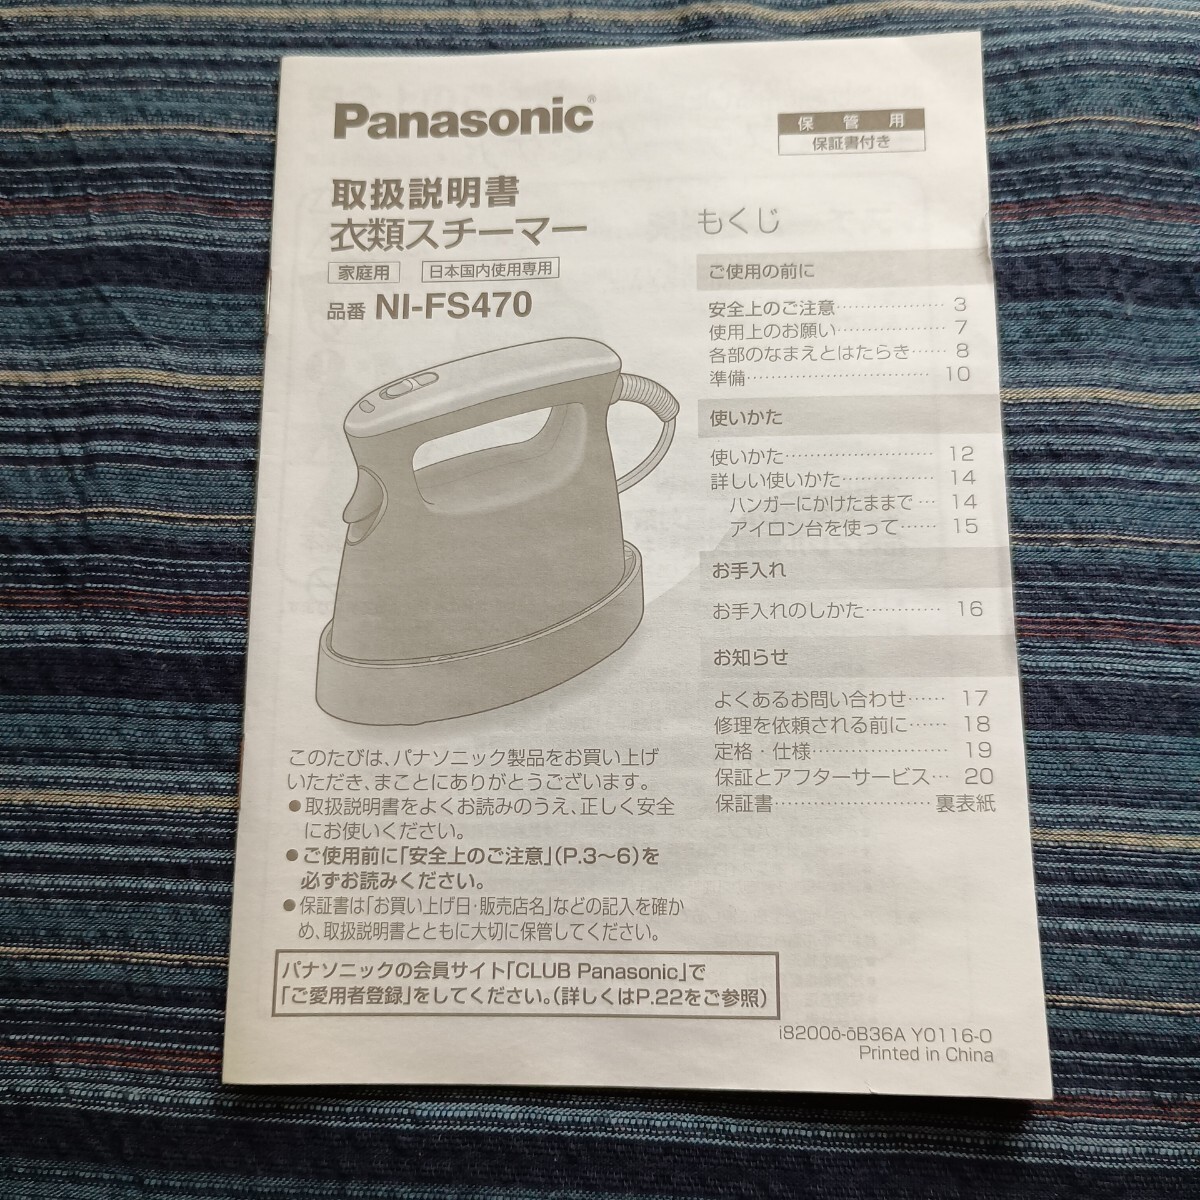 Panasonic®
保管用
保証書付き
取扱説明書
衣類スチーマー
家庭用 日本国内使用専用
品番 NI-FS470
もくじ
ご使用の前に
安全上のご注意………………… 3
使用上のお願い………………… 7
各部のなまえとはたらき…… 8
準備…………………………… 10
使いかた
使いかた……………………… 12
詳しい使いかた……………… 14
ハンガーにかけたままで … 14
アイロン台を使って…… 15
お手入れ
お手入れのしかた………… 16
お知らせ
よくあるお問い合わせ…… 17
修理を依頼される前に…… 18
定格・仕様…………………… 19
保証とアフターサービス… 20
保証書……………………… 裏表紙
このたびは、パナソニック製品をお買い上げ
いただき、まことにありがとうございます。
●取扱説明書をよくお読みのうえ、正しく安全
にお使いください。
●ご使用前に「安全上のご注意」(P.3〜6)を
必ずお読みください。
●保証書は「お買い上げ日・販売店名」などの記入を確か
め、取扱説明書とともに大切に保管してください。
パナソニックの会員サイト「CLUB Panasonic」で
「ご愛用者登録」をしてください。(詳しくはP.22をご参照)
i8200ō-ōB36A Y0116-0
Printed in China